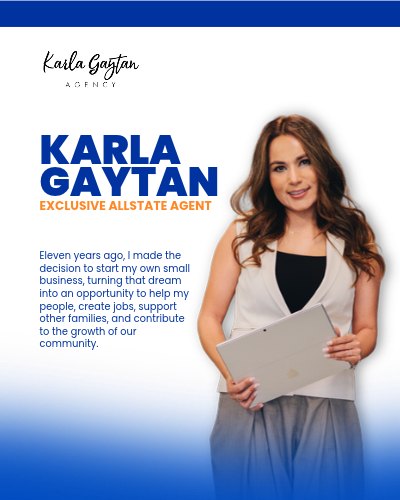 Karla Gaytan
AGENCY
KARLA
GAYTAN
EXCLUSIVE ALLSTATE AGENT
Eleven years ago, I made the
decision to start my own small
business, turning that dream
into an opportunity to help my
people, create jobs, support
other families, and contribute
to the growth of our
community.